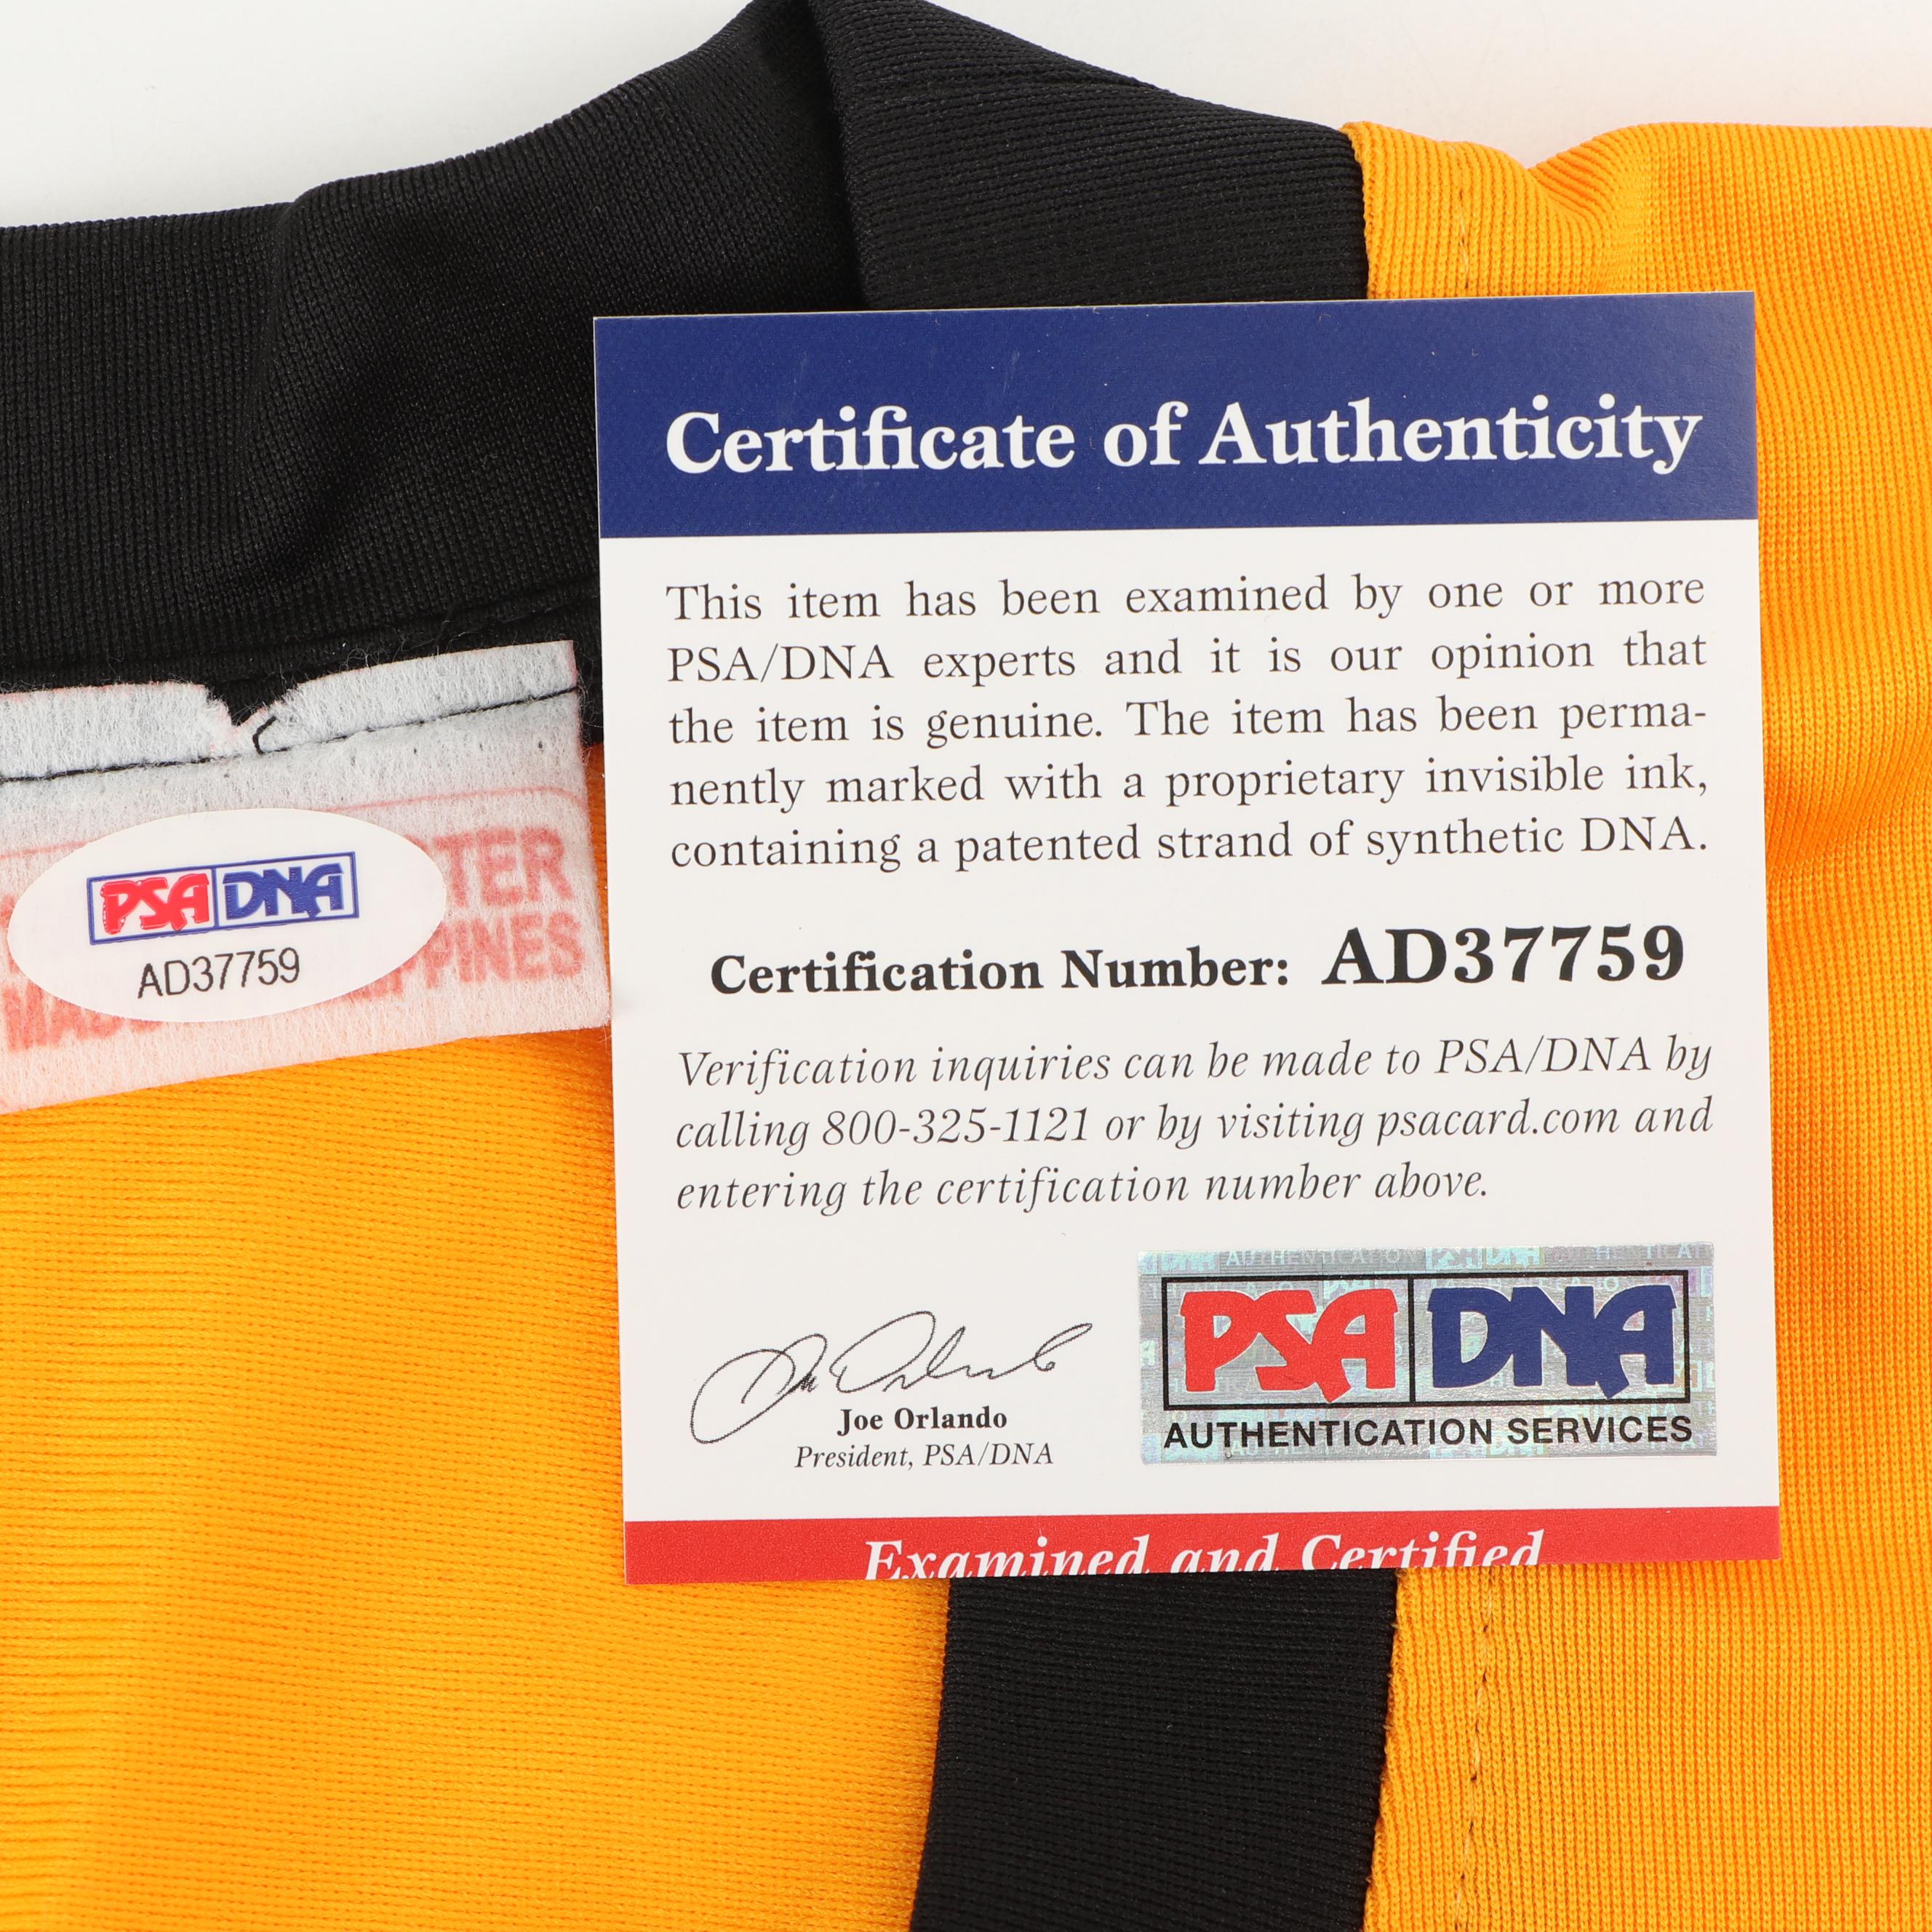 Certificate of Authenticity
This item has been examined by one or more
PSA/DNA experts and it is our opinion that
the item is genuine. The item has been perma-
nently marked with a proprietary invisible ink,
containing a patented strand of synthetic DNA.
Certification Number: AD37759
Verification inquiries can be made to PSA/DNA by
calling 800-325-1121 or by visiting psacard.com and
entering the certification number above.
Joe Orlando
President, PSA/DNA
PSA DNA
AUTHENTICATION SERVICES
Examined and Certified
PSA DNA
AD37759